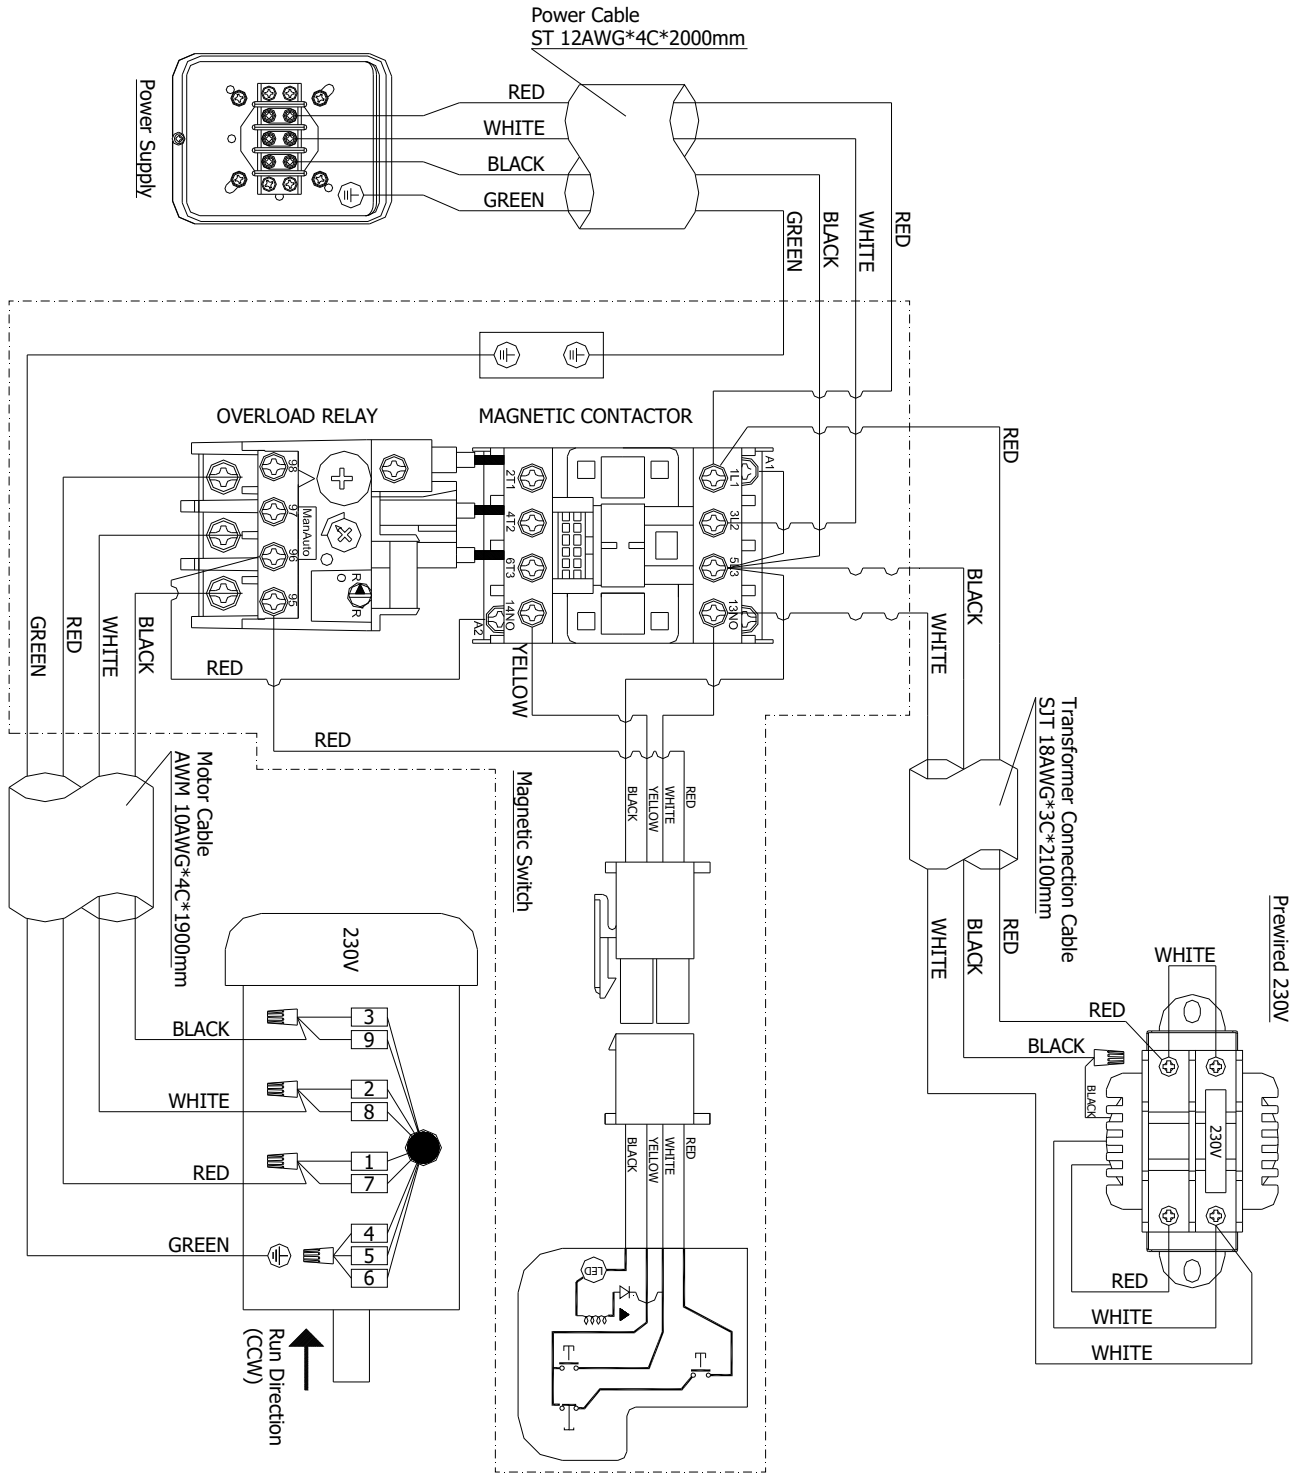 Power Cable
ST 12AWG*4C*2000mm
Power Supply
RED
WHITE
BLACK
GREEN
GREEN
BLACK
WHITE
RED
OVERLOAD RELAY
MAGNETIC CONTACTOR
RED
98
97
96
95
ManAuto
R
R
2T1
4T2
6T3
14NO
A2
1L1
3L2
5L3
13NO
A1
GREEN
RED
WHITE
BLACK
RED
YELLOW
RED
WHITE
BLACK
Transformer Connection Cable
SJT 18AWG*3C*2100mm
Motor Cable
AWM 10AWG*4C*1900mm
Magnetic Switch
BLACK
YELLOW
WHITE
RED
WHITE
BLACK
RED
Prewired 230V
WHITE
RED
BLACK
BLACK
230V
RED
WHITE
WHITE
230V
3
9
BLACK
2
8
WHITE
1
7
RED
4
5
6
GREEN
Run Direction
(CCW)
BLACK
YELLOW
WHITE
RED
LED